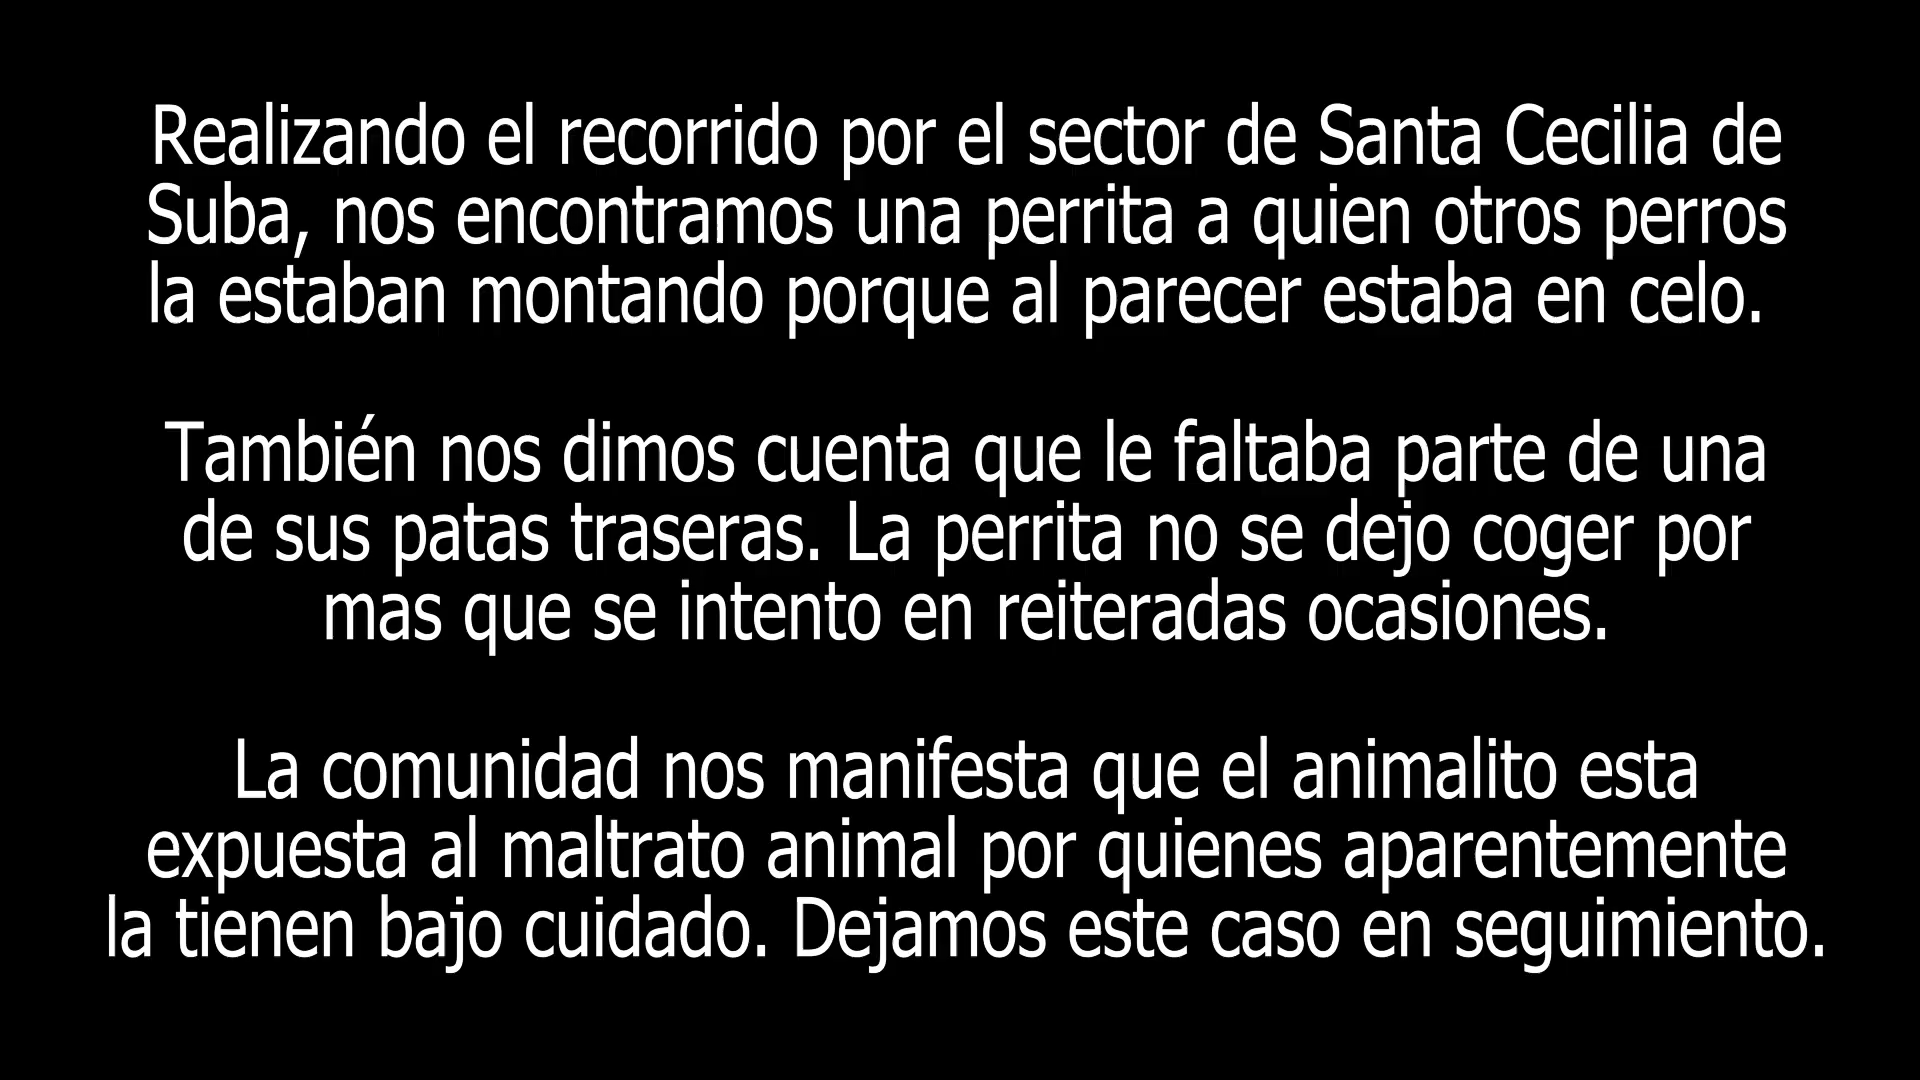 Realizando el recorrido por el sector de Santa Cecilia de
Suba, nos encontramos una perrita a quien otros perros
la estaban montando porque al parecer estaba en celo.
También nos dimos cuenta que le faltaba parte de una
de sus patas traseras. La perrita no se dejo coger por
mas que se intento en reiteradas ocasiones.
La comunidad nos manifesta que el animalito esta
expuesta al maltrato animal por quienes aparentemente
la tienen bajo cuidado. Dejamos este caso en seguimiento.